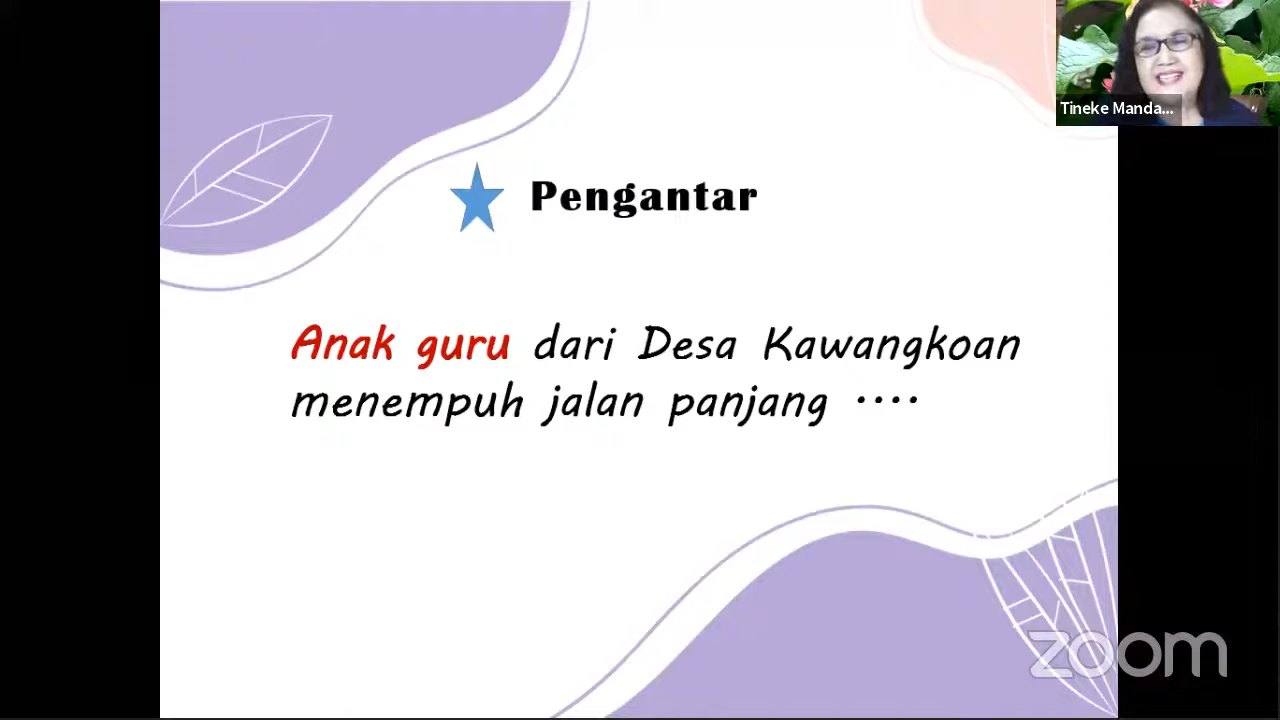 Tineke Manda...
Pengantar
Anak guru dari Desa Kawangkoan
menempuh jalan panjang ....
zoom